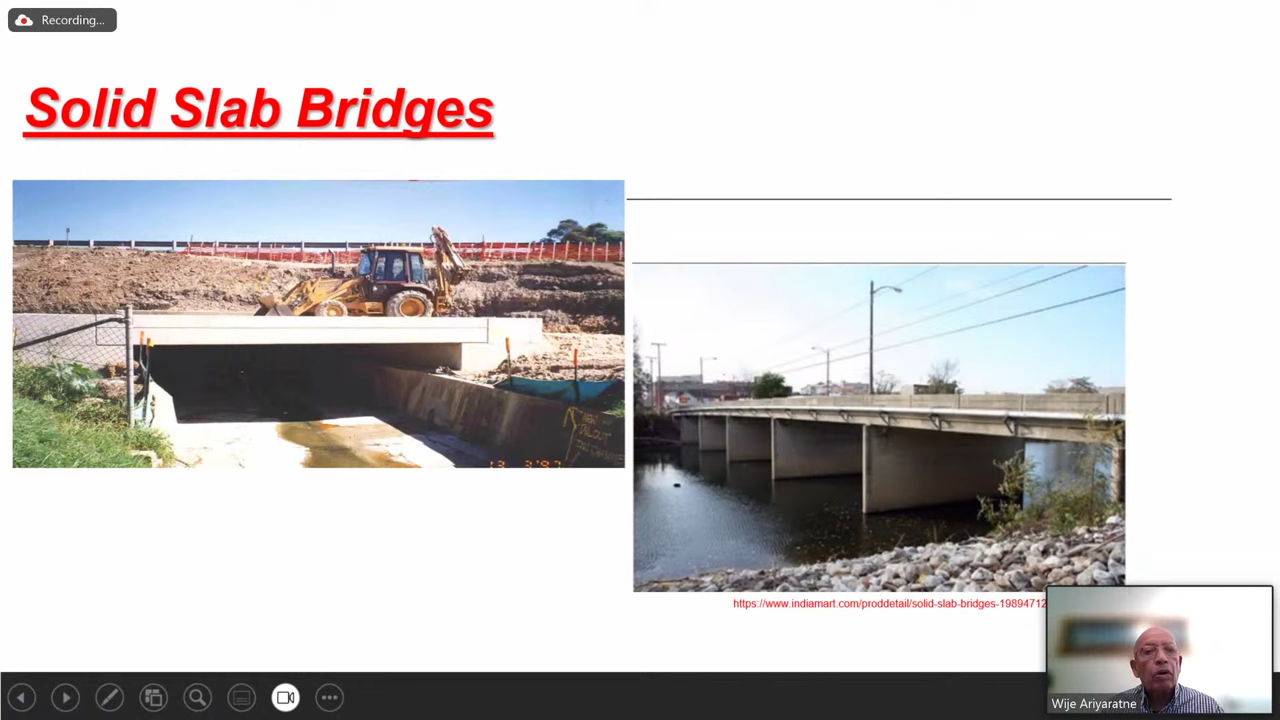 Recording...
Solid Slab Bridges
https://www.indiamart.com/proddetail/solid-slab-bridges-19894712
Wije Ariyaratne